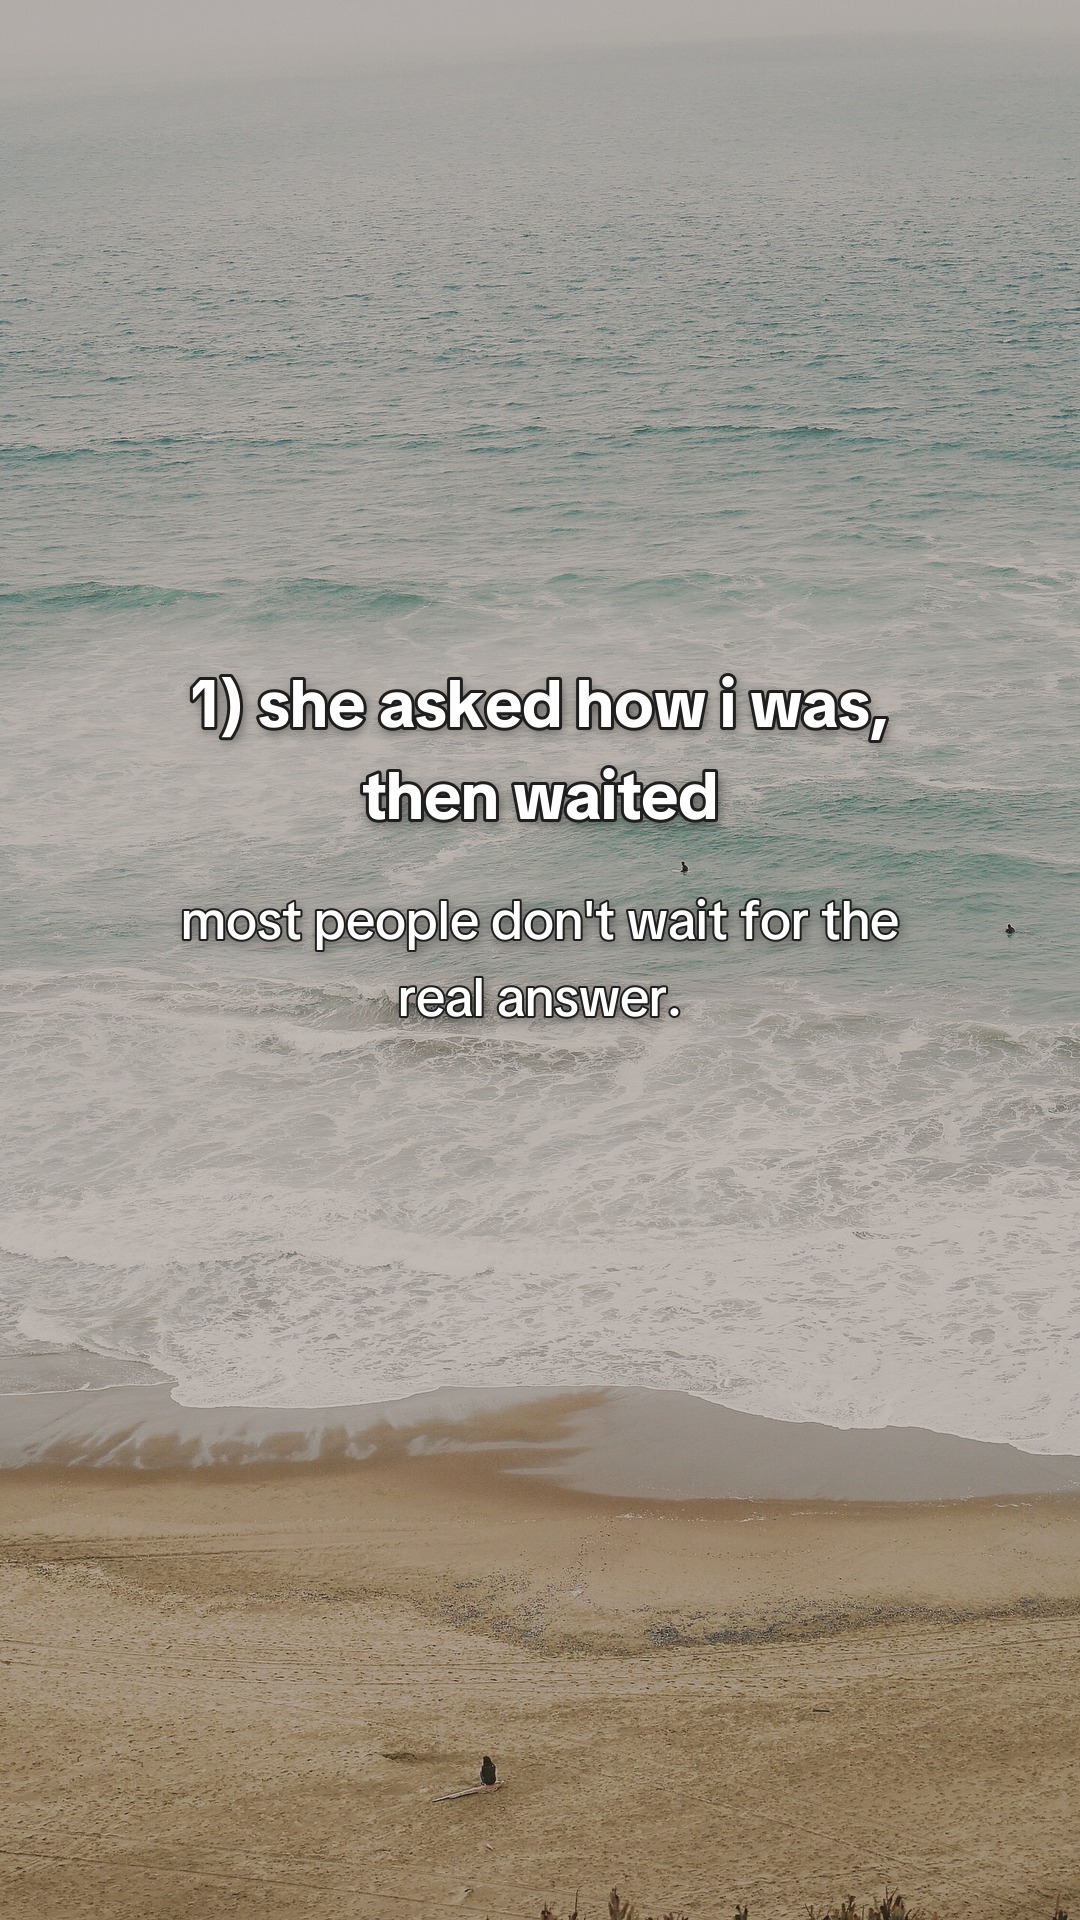 1) she asked how i was,
then waited
most people don't wait for the
real answer.